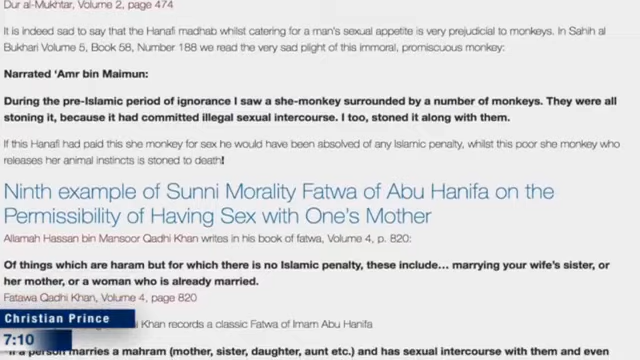 Dur al-Mukhtar, Volume 2, page 474
It is indeed sad to say that the Hanafi madhab whilst catering for a man's sexual appetite is very prejudicial to monkeys. In Sahih al
Bukhari Volume 5, Book 58, Number 188 we read the very sad plight of this immoral, promiscuous monkey:
Narrated 'Amr bin Maimun:
During the pre-Islamic period of ignorance I saw a she-monkey surrounded by a number of monkeys. They were all
stoning it, because it had committed illegal sexual intercourse. I too, stoned it along with them.
If this Hanafi had paid this she monkey for sex he would have been absolved of any Islamic penalty, whilst this poor she monkey who
releases her animal instincts is stoned to death!
Ninth example of Sunni Morality Fatwa of Abu Hanifa on the
Permissibility of Having Sex with One's Mother
Allamah Hassan bin Mansoor Qadhi Khan writes in his book of fatwa, Volume 4, p. 820:
Of things which are haram but for which there is no Islamic penalty, these include... marrying your wife's sister, or
her mother, or a woman who is already married.
Fatawa Qadhi Khan, Volume 4, page 820
Christian Prince
Khan records a classic Fatwa of Imam Abu Hanifa
7:10
"If a person marries a mahram (mother, sister, daughter, aunt etc.) and has sexual intercourse with them and even